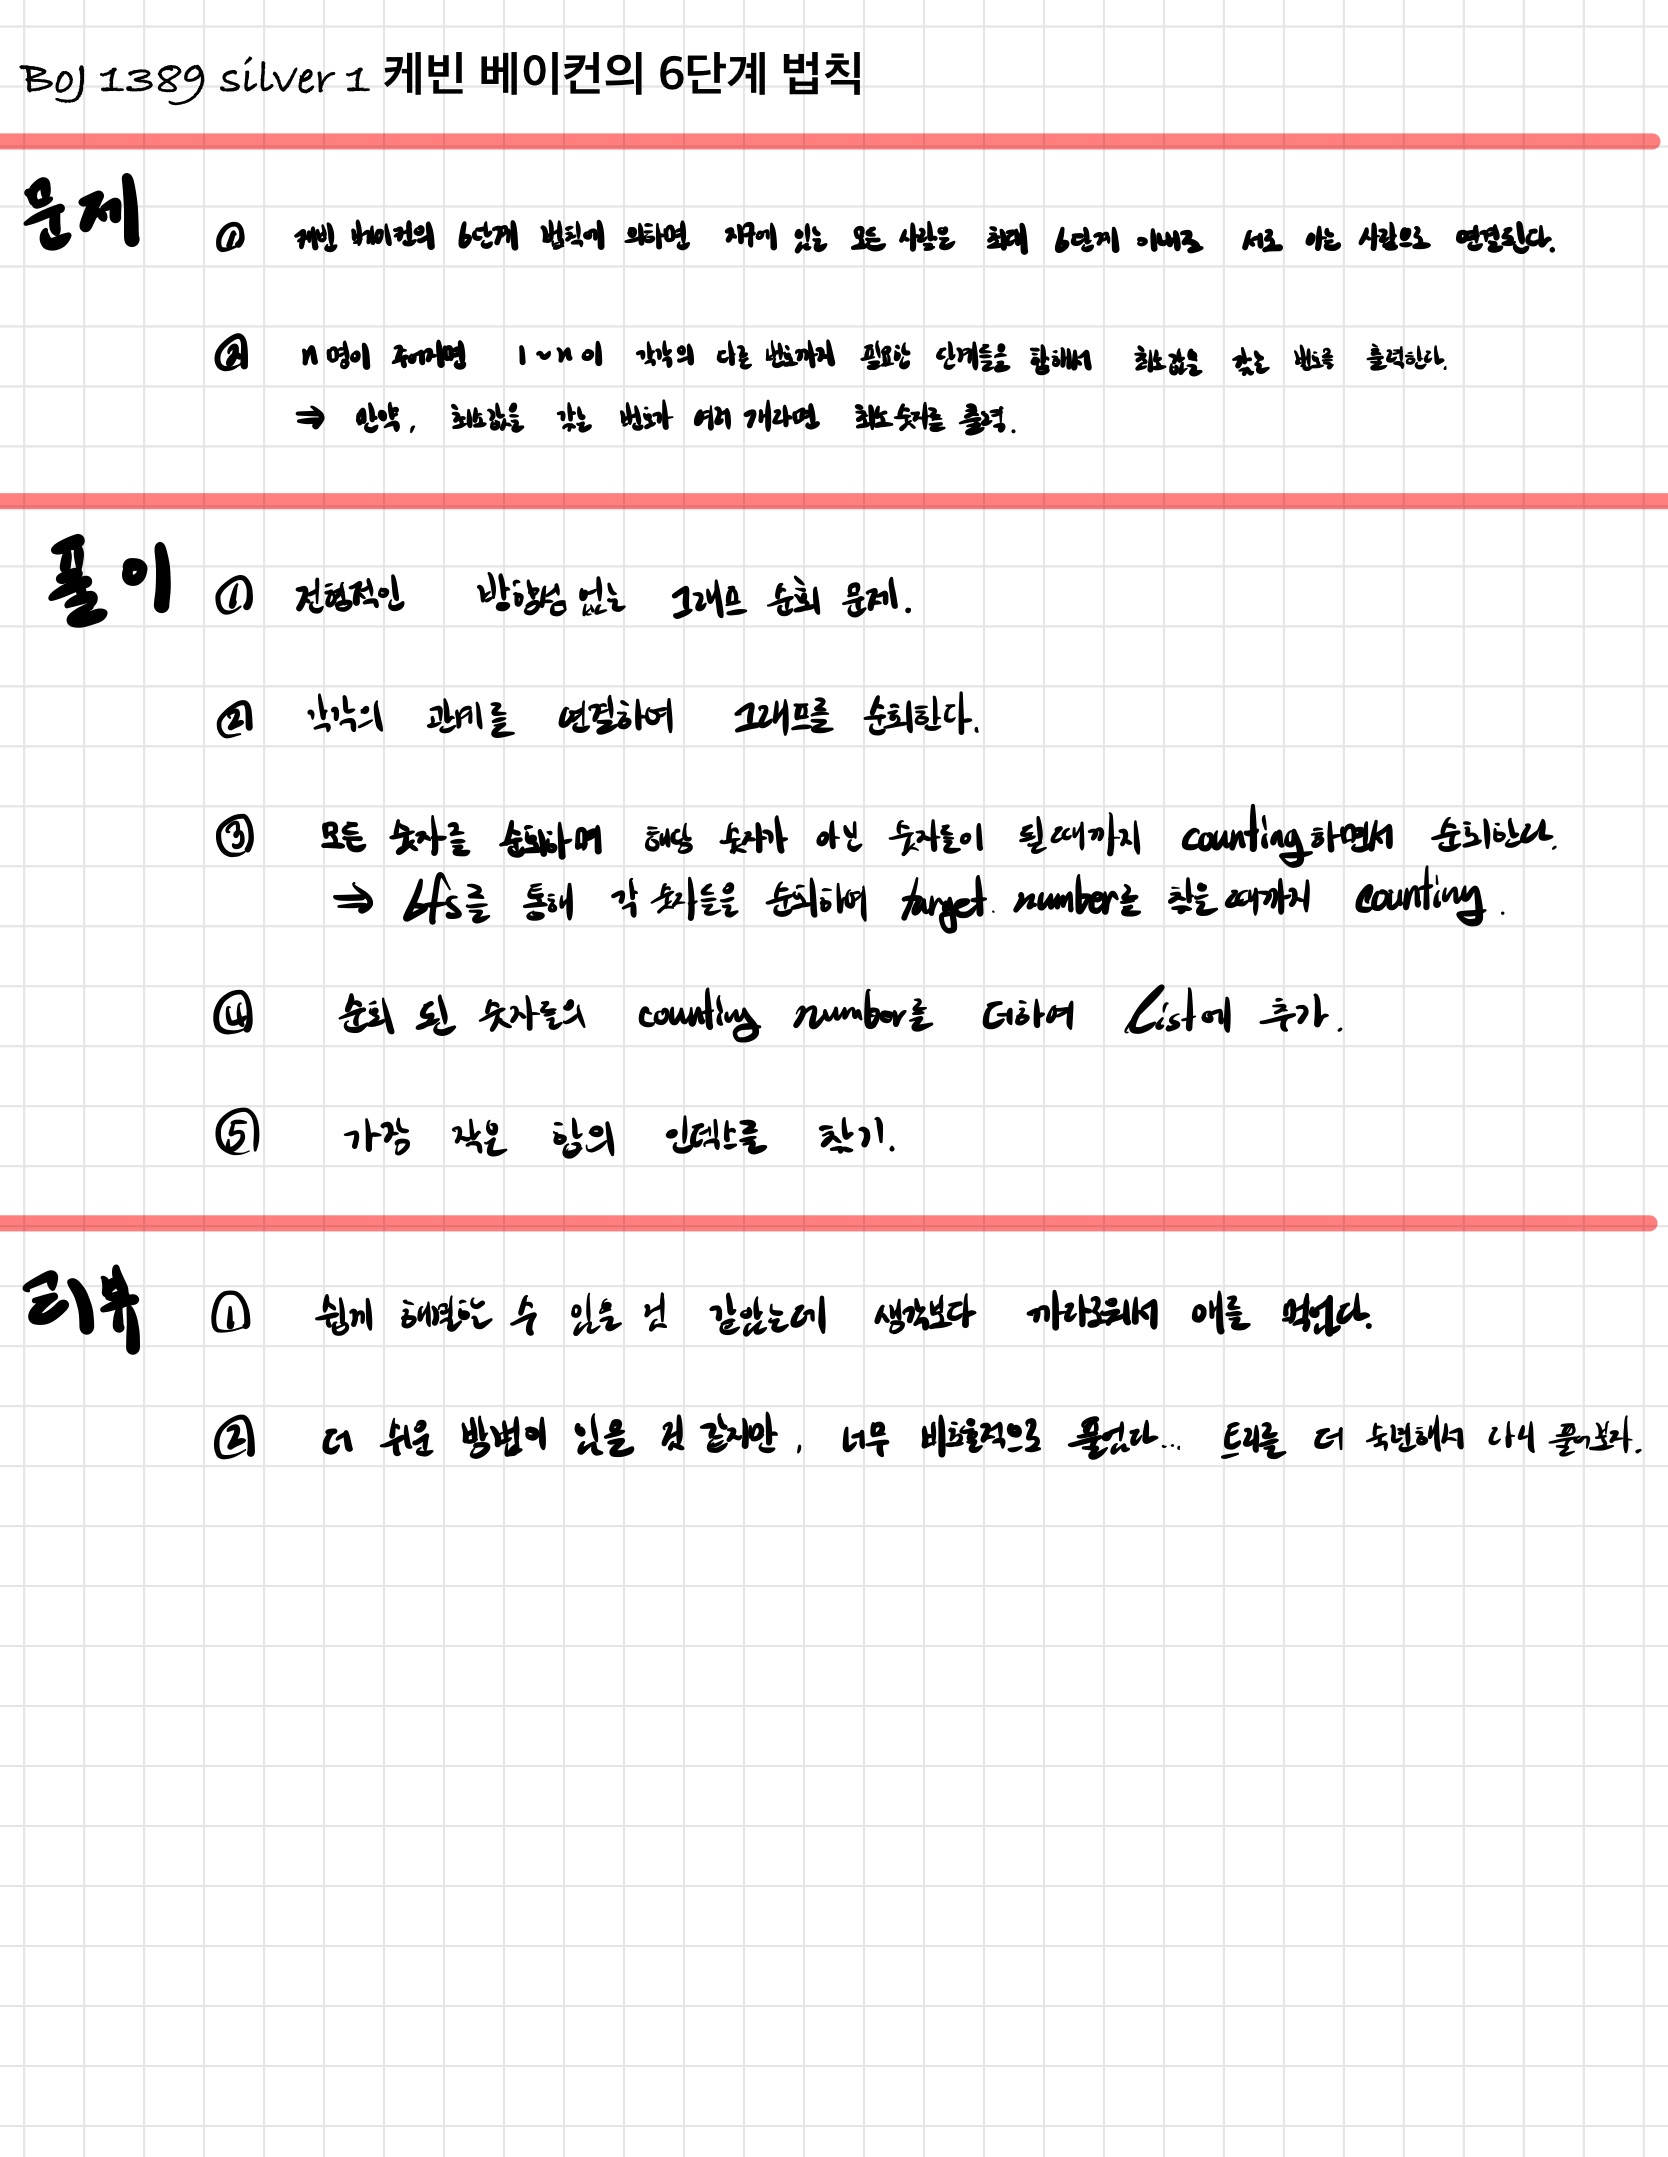 BOJ 1389 silver 1 케빈 베이컨의 6단계 법칙
문제
① 케빈 베이컨의 6단계 법칙에 의하면 지구에 있는 모든 사람은 최대 6단계 이내로 서로 아는 사람으로 연결된다.
② n명이 주어지면 1~n이 각각의 다른 번호까지 필요한 단계들을 합해서 최소값을 갖는 번호를 출력한다.
⇒ 만약, 최소값을 갖는 번호가 여러 개라면 최소 숫자를 출력.
풀이
① 전형적인 방향성 없는 그래프 순회 문제.
② 각각의 관계를 연결하여 그래프를 순회한다.
③ 모든 숫자를 순회하며 해당 숫자가 아닌 숫자들이 될때까지 counting하면서 순회한다.
⇒ bfs를 통해 각 숫자들을 순회하며 target number를 찾을 때까지 counting.
④ 순회 된 숫자들의 counting number를 더하여 List에 추가.
⑤ 가장 작은 합의 인덱스를 찾기.
리뷰
① 쉽게 해결하는 수 있을 건 같았는데 생각보다 까다로워서 애를 먹었다.
② 더 쉬운 방법이 있을 것 같지만, 너무 비효율적으로 풀었다... 트리를 더 숙련해서 다시 풀어보자.